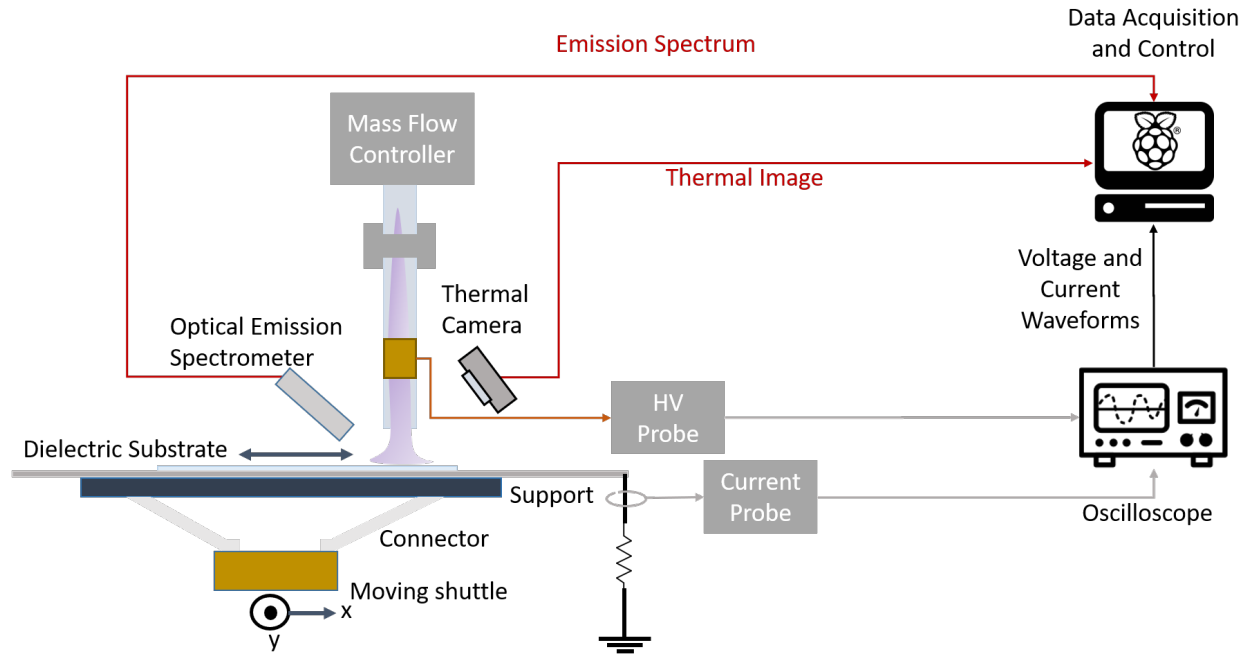 Data Acquisition
and Control
Emission Spectrum
Mass Flow
Controller
®
Thermal Image
Voltage and
Current
Waveforms
Thermal
Camera
Optical Emission
Spectrometer
HV
Probe
Dielectric Substrate
Support
Current
Probe
Oscilloscope
Connector
Moving shuttle
x
y